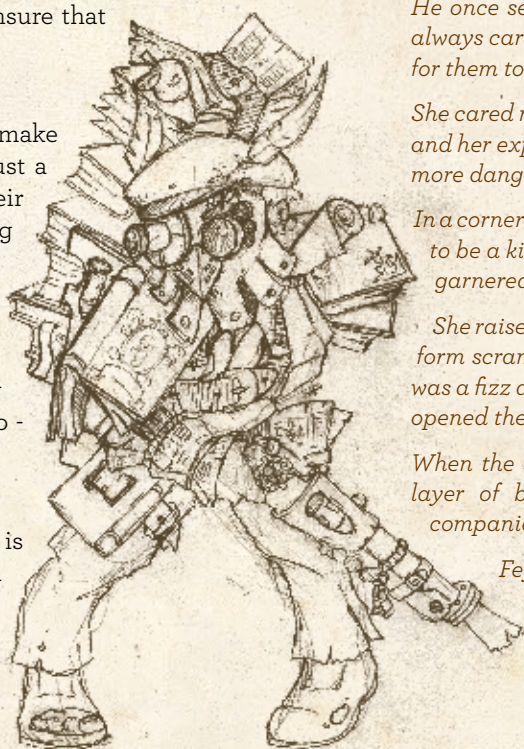 nsure that
make
ust a
eir
g
o -
is
He once se
always car
for them to
She cared
and her exp
more dang
In a corner
to be a ki
garnered
She raise
form scran
was a fizz a
opened the
When the
layer of b
companio
Fe